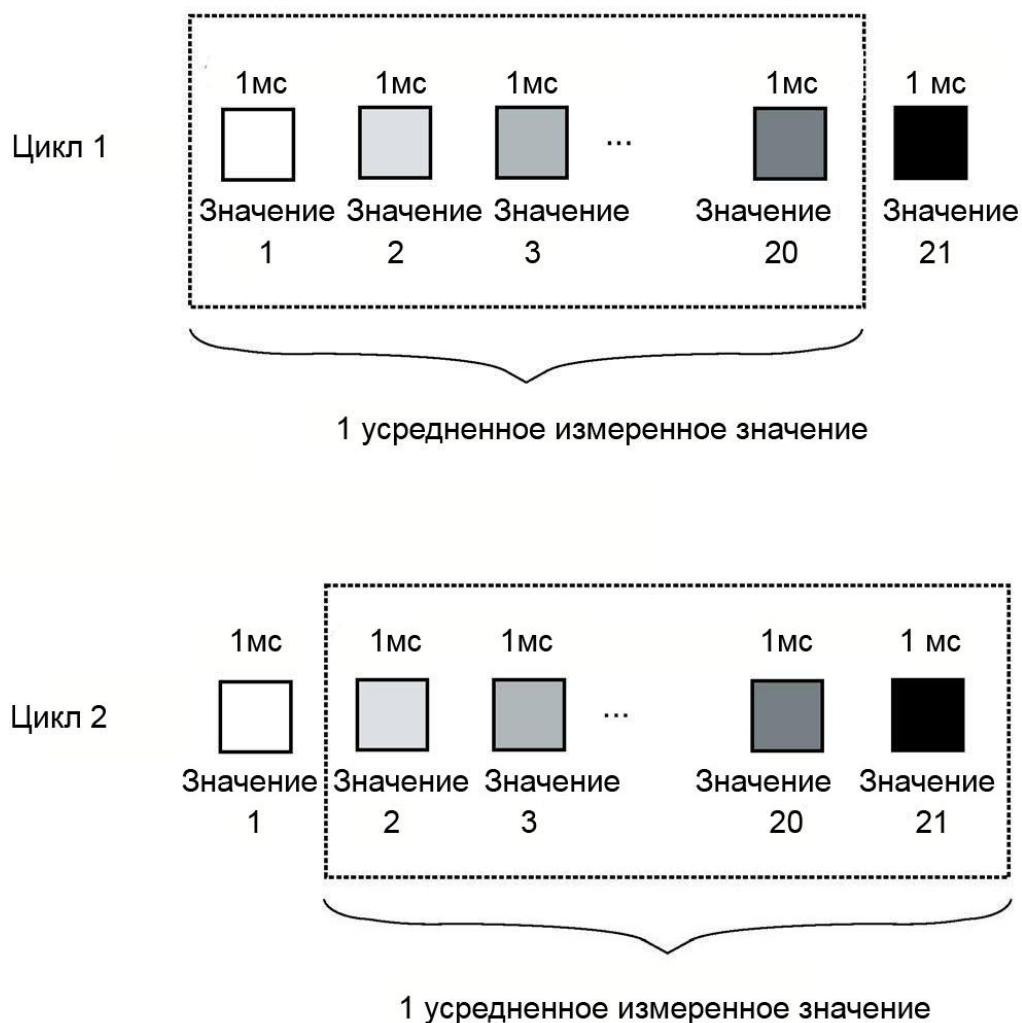 1мс 1мс 1мс 1мс 1 мс
Цикл 1
...
Значение Значение Значение Значение Значение
1 2 3 20 21
1 усредненное измеренное значение
1мс 1мс 1мс 1мс 1 мс
Цикл 2
...
Значение Значение Значение Значение Значение
1 2 3 20 21
1 усредненное измеренное значение